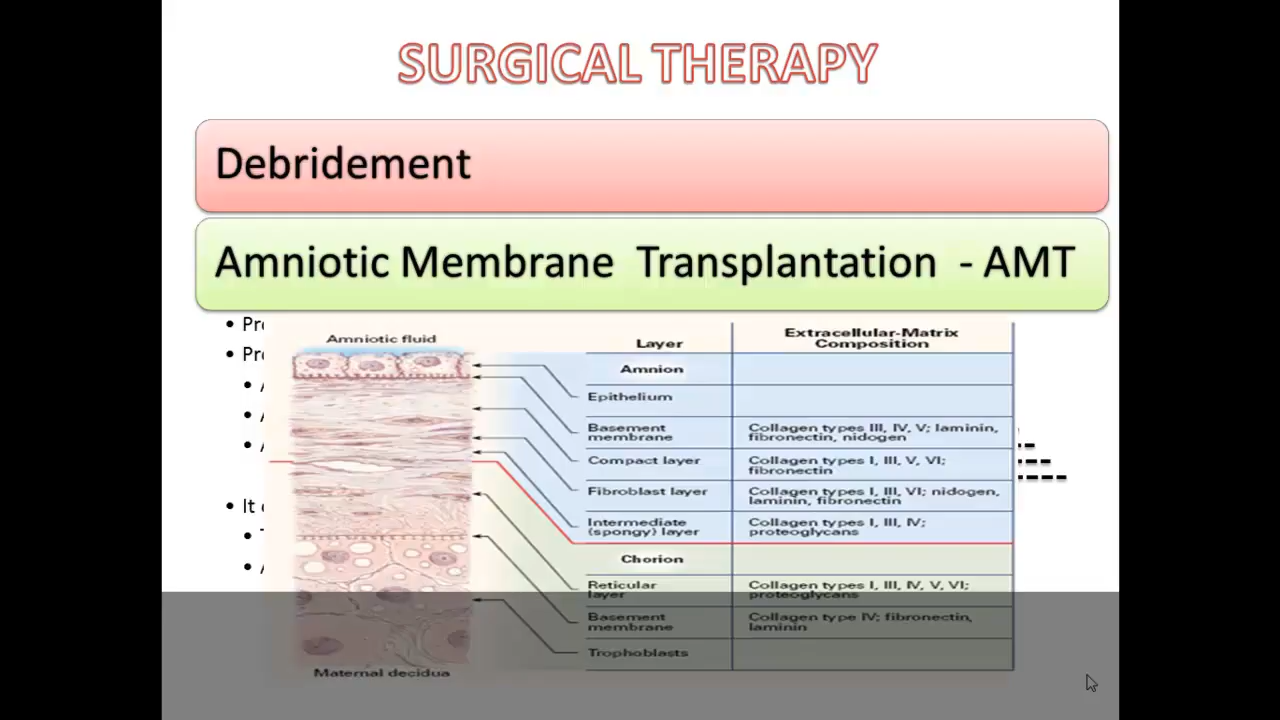 SURGICAL THERAPY
Debridement
Amniotic Membrane Transplantation - AMT
Amniotic fluid
Layer
Extracellular-Matrix
Composition
Amnion
Epithelium
Basement
membrane
Collagen types III, IV, V; laminin,
fibronectin, nidogen
Compact layer
Collagen types I, III, V, VI;
fibronectin
Fibroblast layer
Collagen types I, III, VI; nidogen,
laminin, fibronectin
Intermediate
(spongy) layer
Collagen types I, III, IV;
proteoglycans
Chorion
Reticular
layer
Collagen types I, III, IV, V, VI;
proteoglycans
Basement
membrane
Collagen type IV; fibronectin,
laminin
Trophoblasts
Maternal decidua
• It